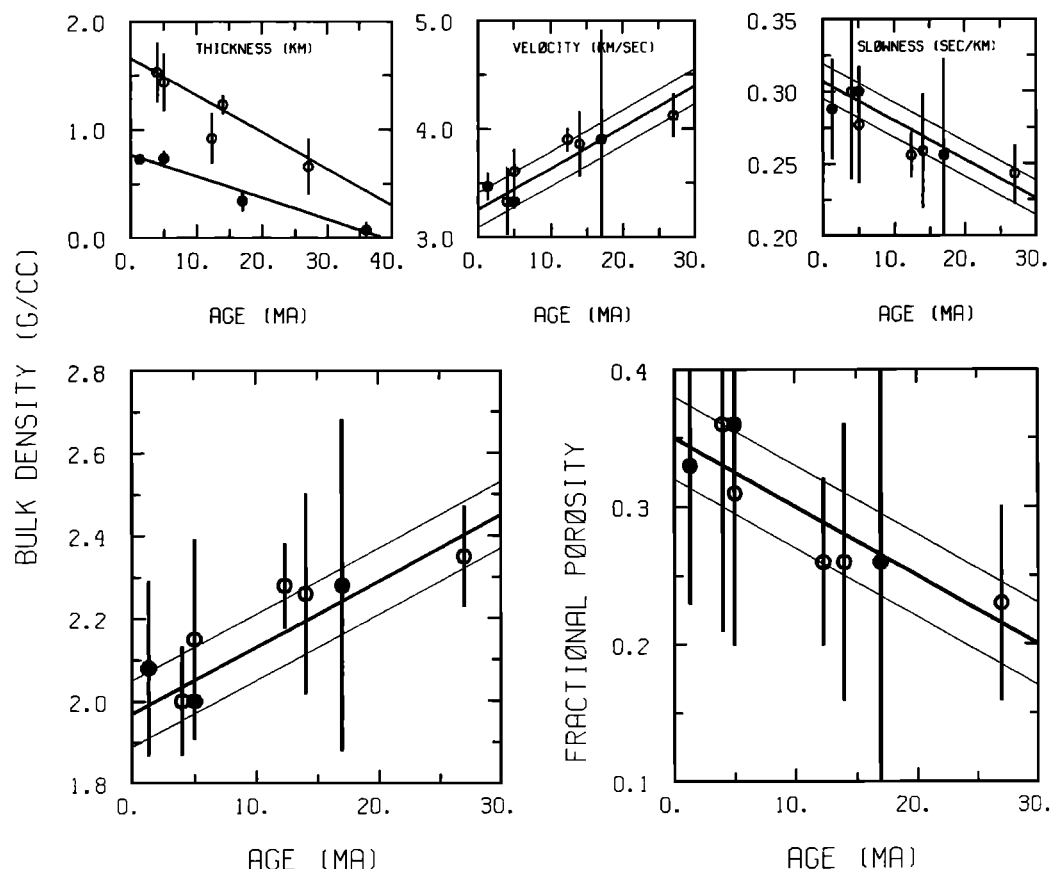 THICKNESS (KM)
2.0
1.0
0.0
0. 10. 20. 30. 40.
AGE (MA)
VELØCITY (KM/SEC)
5.0
4.0
3.0
0. 10. 20. 30.
AGE (MA)
SLØWNESS (SEC/KM)
0.35
0.30
0.25
0.20
0. 10. 20. 30.
AGE (MA)
BULK DENSITY (G/CC)
2.8
2.6
2.4
2.2
2.0
1.8
0. 10. 20. 30.
AGE (MA)
FRACTIØNAL PØRØSITY
0.4
0.3
0.2
0.1
0. 10. 20. 30.
AGE (MA)